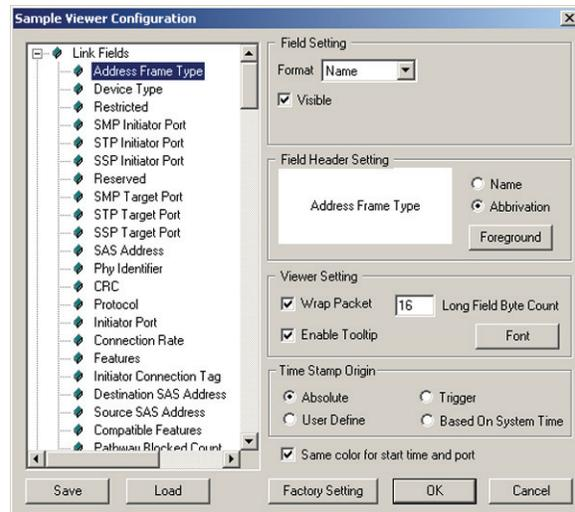 Sample Viewer Configuration
Link Fields
Address Frame Type
Device Type
Restricted
SMP Initiator Port
STP Initiator Port
SSP Initiator Port
Reserved
SMP Target Port
STP Target Port
SSP Target Port
SAS Address
Phy Identifier
CRC
Protocol
Initiator Port
Connection Rate
Features
Initiator Connection Tag
Destination SAS Address
Source SAS Address
Compatible Features
Pathway Blocked Count
Save
Load
Field Setting
Format Name
Visible
Field Header Setting
Address Frame Type
Name
Abbrivation
Foreground
Viewer Setting
Wrap Packet 16 Long Field Byte Count
Enable Tooltip Font
Time Stamp Origin
Absolute Trigger
User Define Based On System Time
Same color for start time and port
Factory Setting OK Cancel